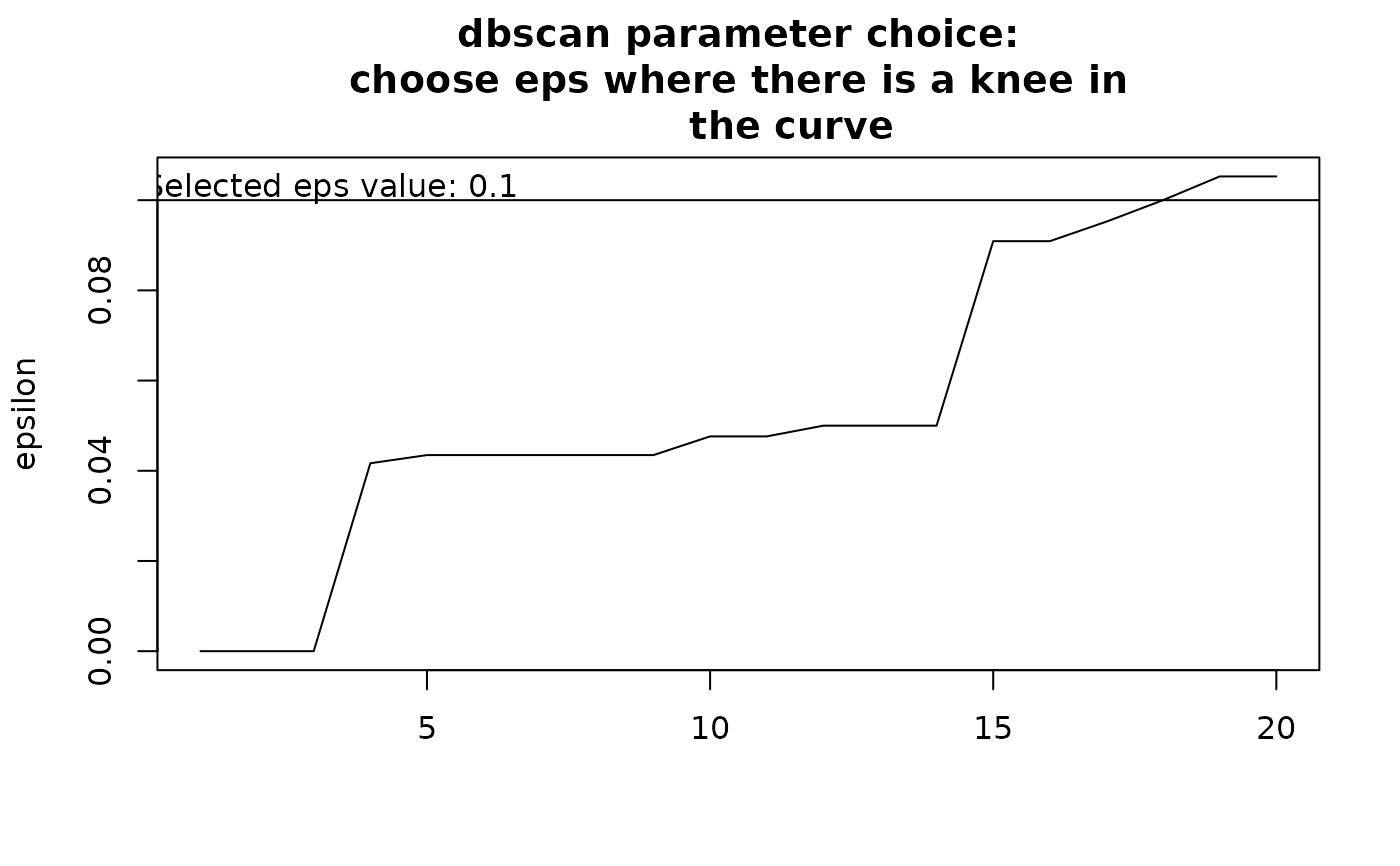 dbscan parameter choice:
choose eps where there is a knee in
the curve
Selected eps value: 0.1
epsilon
0.08
0.04
0.00
5 10 15 20